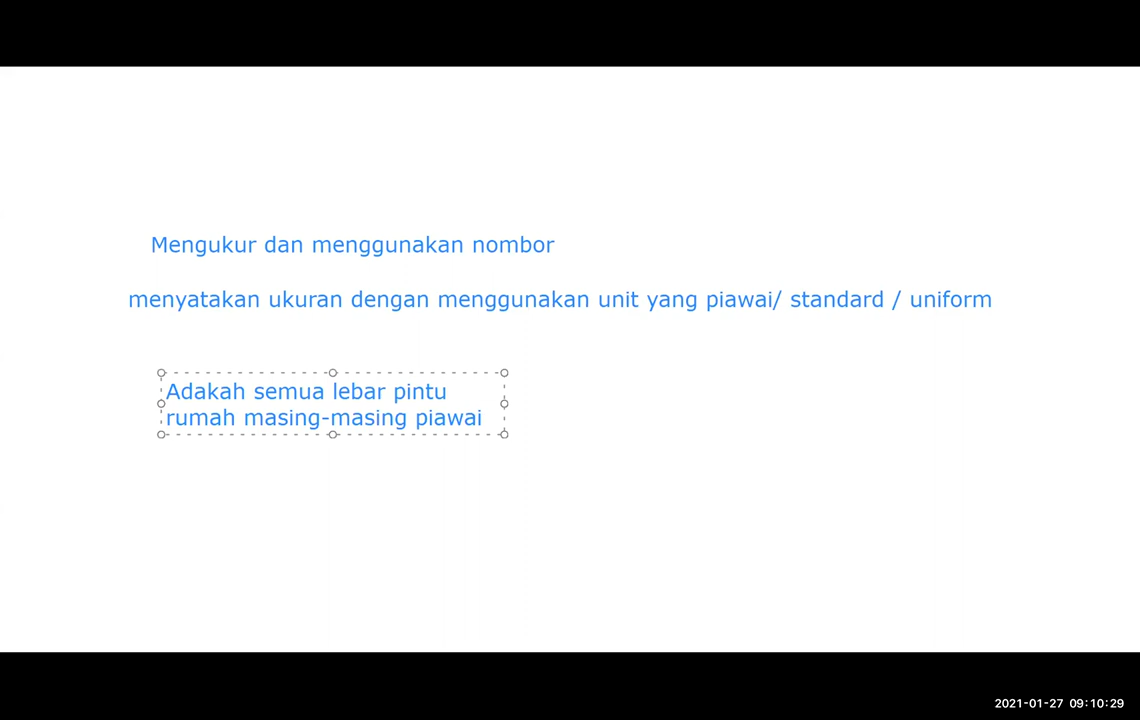 Mengukur dan menggunakan nombor
menyatakan ukuran dengan menggunakan unit yang piawai/ standard / uniform
Adakah semua lebar pintu
rumah masing-masing piawai
2021-01-27 09:10:29